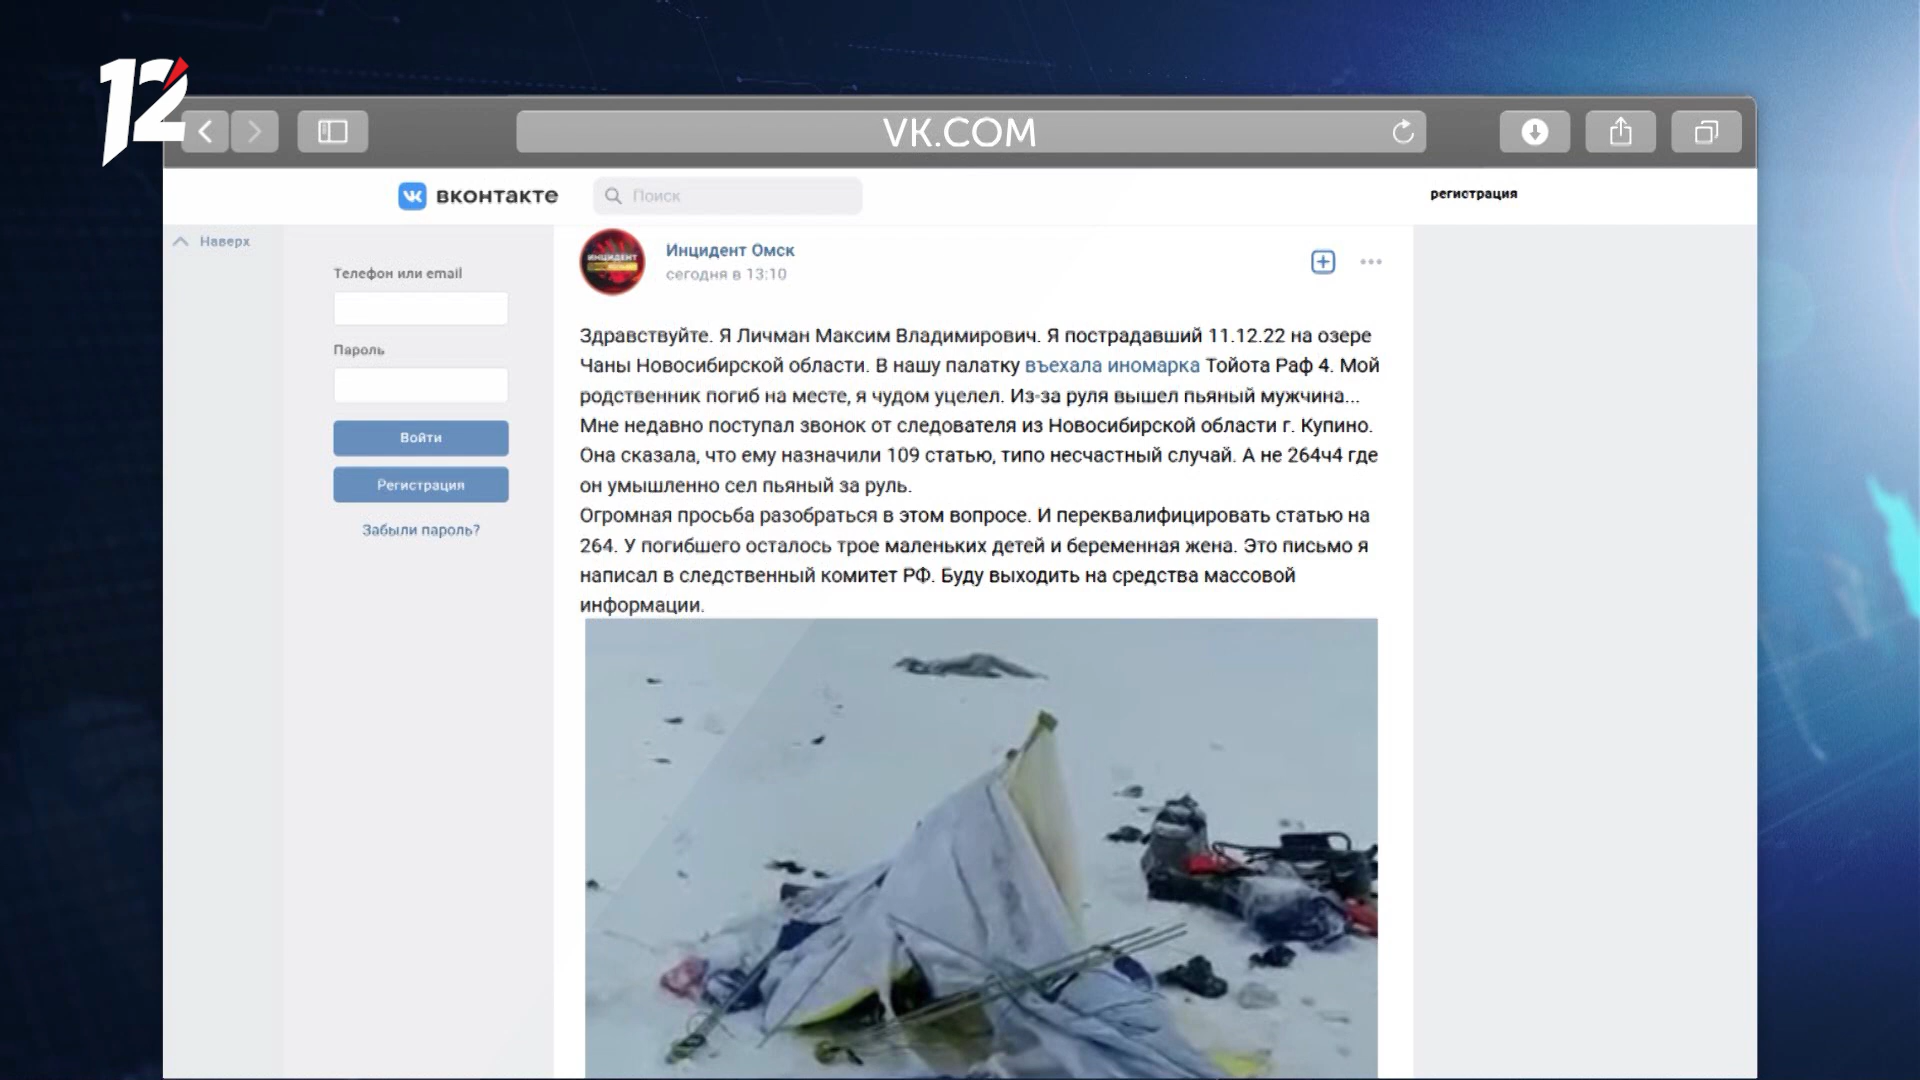 12
VK.COM
вконтакте
Поиск
регистрация
Наверх
Телефон или email
Пароль
Войти
Регистрация
Забыли пароль?
ИНЦИДЕНТ
Инцидент Омск
сегодня в 13:10
Здравствуйте. Я Личман Максим Владимирович. Я пострадавший 11.12.22 на озере
Чаны Новосибирской области. В нашу палатку въехала иномарка Тойота Раф 4. Мой
родственник погиб на месте, я чудом уцелел. Из-за руля вышел пьяный мужчина...
Мне недавно поступал звонок от следователя из Новосибирской области г. Купино.
Она сказала, что ему назначили 109 статью, типо несчастный случай. А не 264ч4 где
он умышленно сел пьяный за руль.
Огромная просьба разобраться в этом вопросе. И переквалифицировать статью на
264. У погибшего осталось трое маленьких детей и беременная жена. Это письмо я
написал в следственный комитет РФ. Буду выходить на средства массовой
информации.